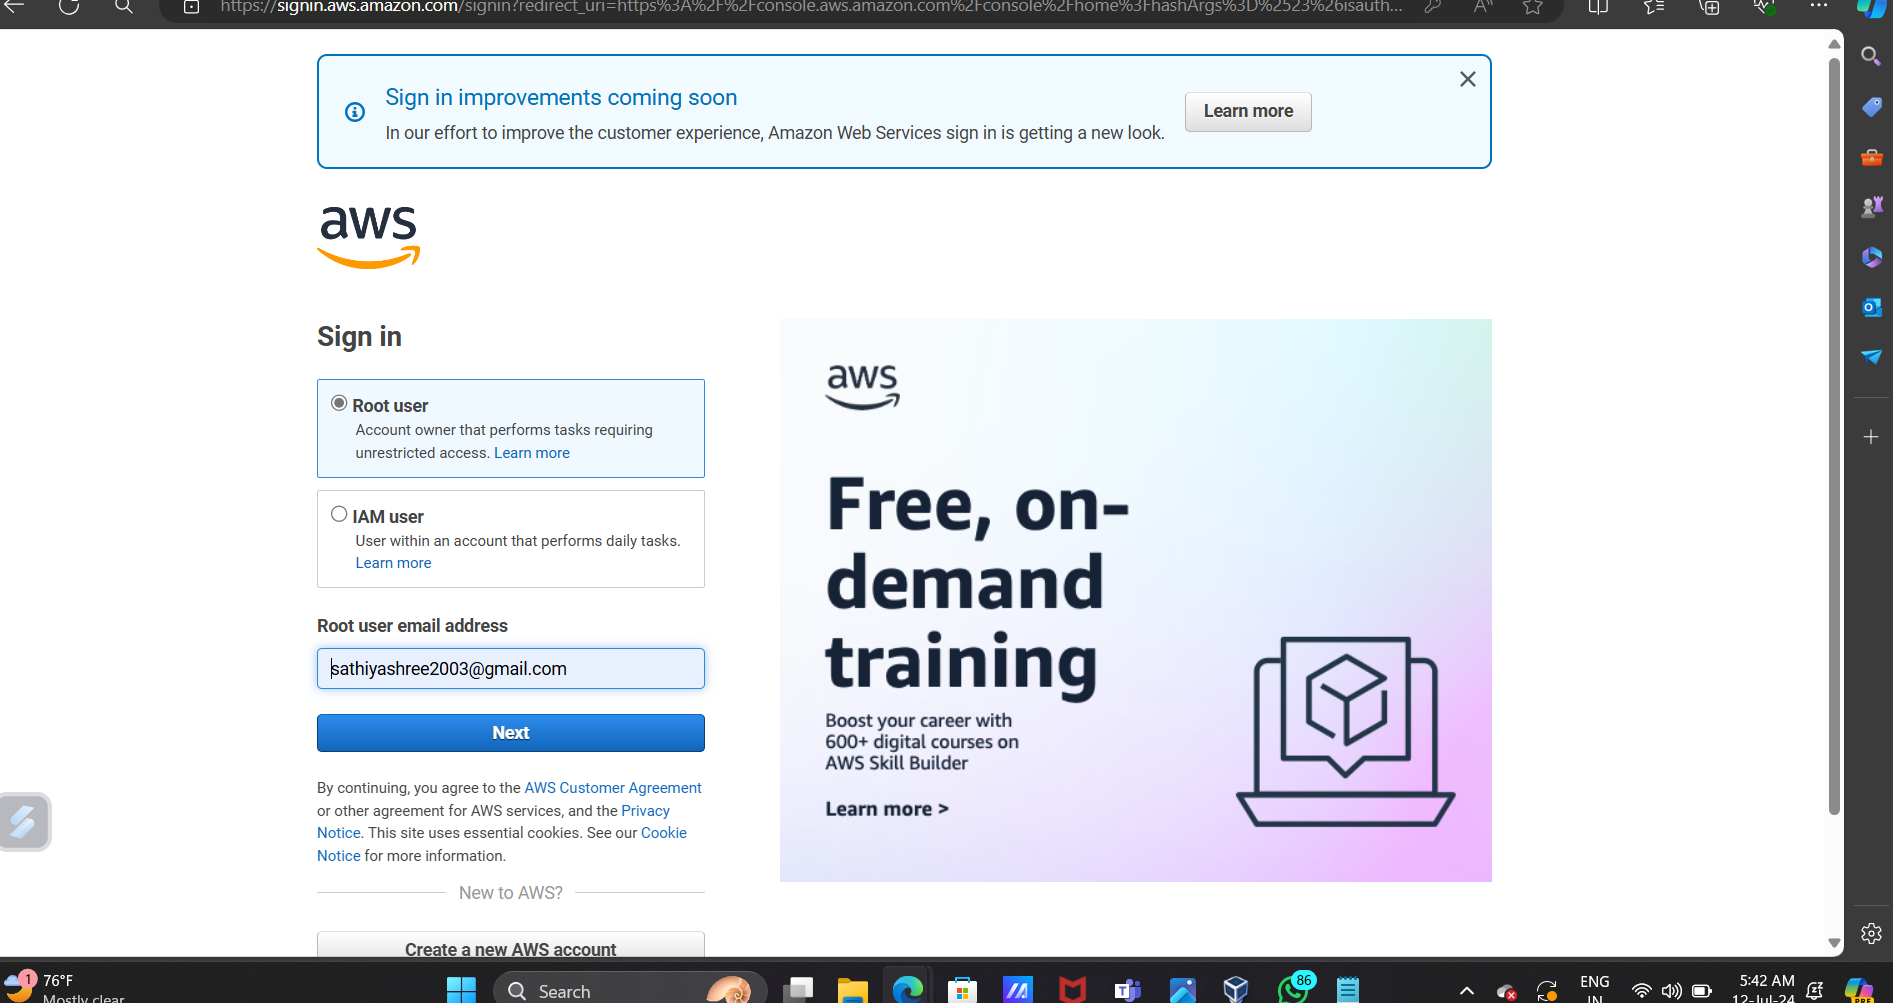 https://signin.aws.amazon.com/signin?redirect_uri=https%3A%2F%2Fconsole.aws.amazon.com%2Fconsole%2Fhome%3FhashArgs%3D%2523%26isauth...
Sign in improvements coming soon
In our effort to improve the customer experience, Amazon Web Services sign in is getting a new look.
Learn more
aws
Sign in
Root user
Account owner that performs tasks requiring
unrestricted access. Learn more
IAM user
User within an account that performs daily tasks.
Learn more
Root user email address
sathiyashree2003@gmail.com
Next
By continuing, you agree to the AWS Customer Agreement
or other agreement for AWS services, and the Privacy
Notice. This site uses essential cookies. See our Cookie
Notice for more information.
New to AWS?
Create a new AWS account
aws
Free, on-
demand
training
Boost your career with
600+ digital courses on
AWS Skill Builder
Learn more >
1
76°F
Mostly clear
Search
86
ENG
IN
5:42 AM
12-Jul-24